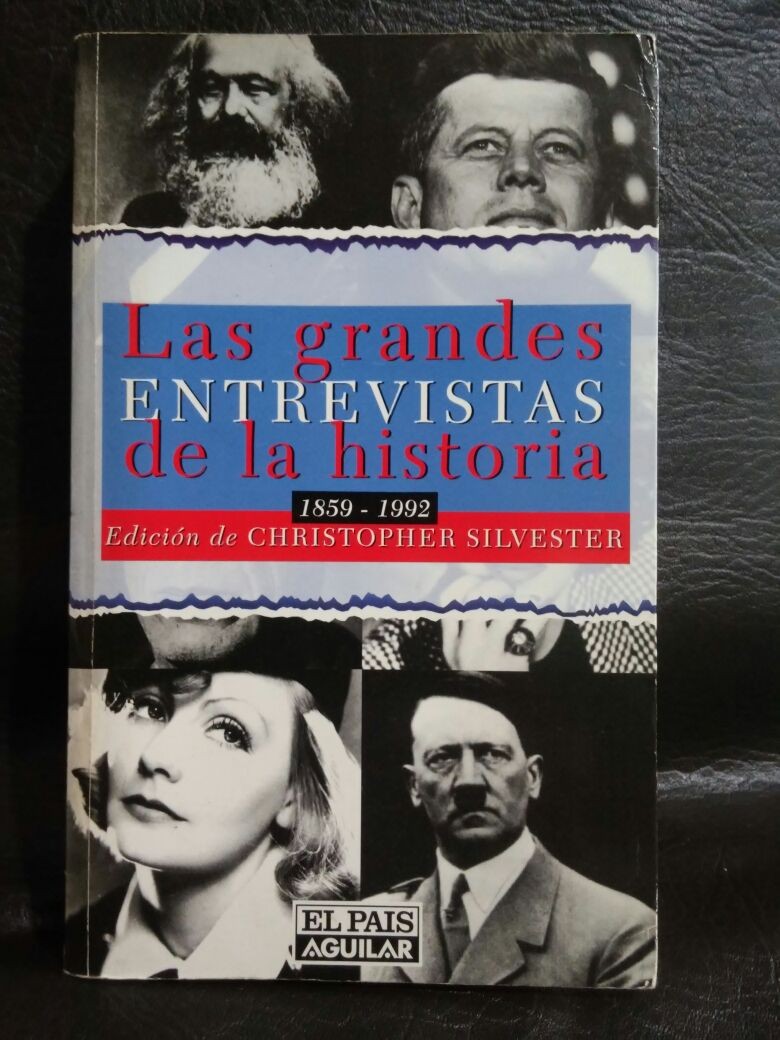 Las grandes
ENTREVISTAS
de la historia
1859 - 1992
Edición de CHRISTOPHER SILVESTER
EL PAIS
AGUILAR